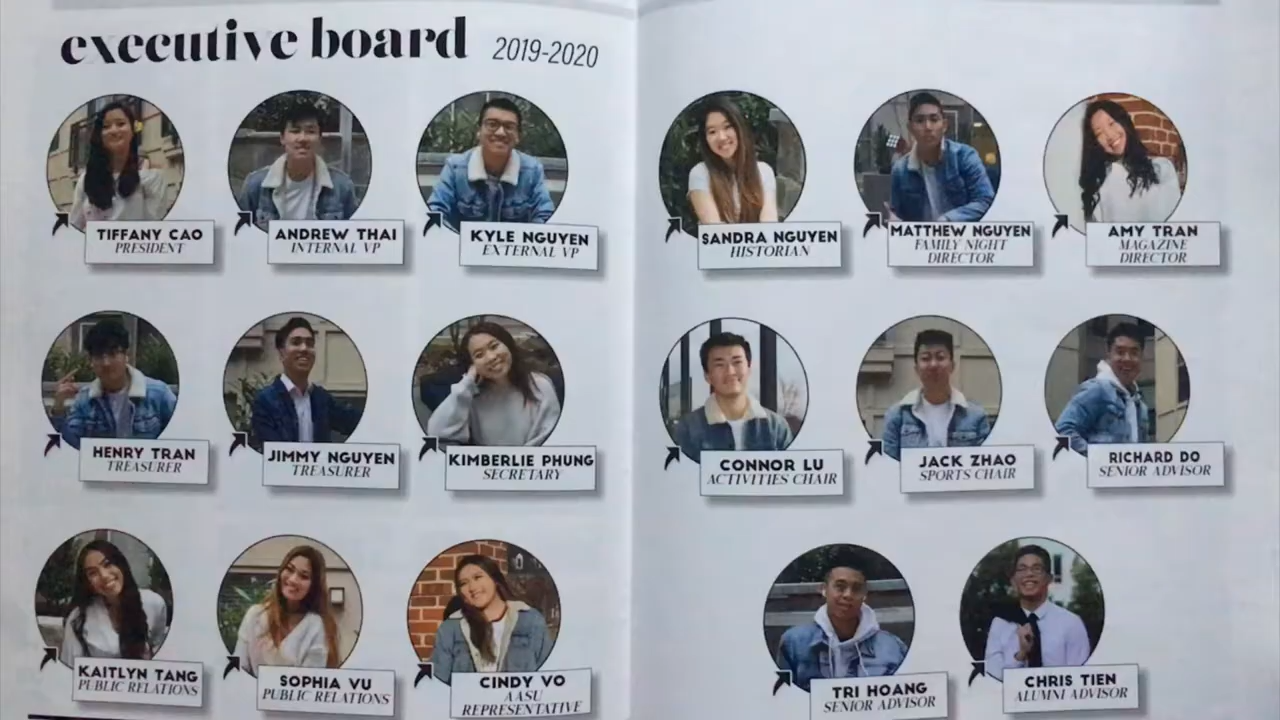 executive board 2019-2020
TIFFANY CAO
PRESIDENT
ANDREW THAI
INTERNAL VP
KYLE NGUYEN
EXTERNAL VP
HENRY TRAN
TREASURER
JIMMY NGUYEN
TREASURER
KIMBERLIE PHUNG
SECRETARY
KAITLYN TANG
PUBLIC RELATIONS
SOPHIA VU
PUBLIC RELATIONS
CINDY VO
AASU
REPRESENTATIVE
SANDRA NGUYEN
HISTORIAN
MATTHEW NGUYEN
FAMILY NIGHT
DIRECTOR
AMY TRAN
MAGAZINE
DIRECTOR
CONNOR LU
ACTIVITIES CHAIR
JACK ZHAO
SPORTS CHAIR
RICHARD DO
SENIOR ADVISOR
TRI HOANG
SENIOR ADVISOR
CHRIS TIEN
ALUMNI ADVISOR